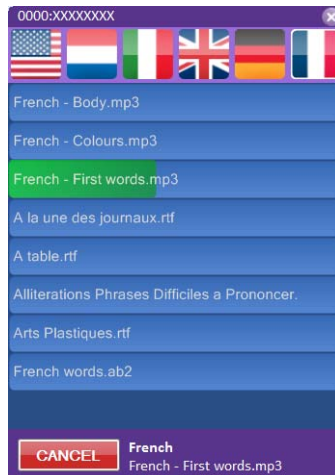 0000:XXXXXXXX
French - Body.mp3
French - Colours.mp3
French - First words.mp3
A la une des journaux.rtf
A table.rtf
Alliterations Phrases Difficiles a Prononcer.
Arts Plastiques.rtf
French words.ab2
CANCEL
French
French - First words.mp3